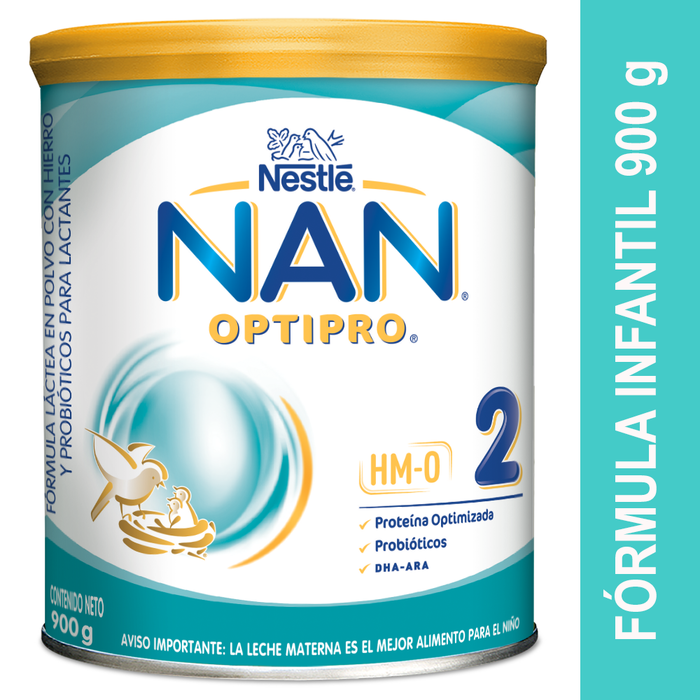 Nestlé
NAN
OPTIPRO
FÓRMULA LÁCTEA EN POLVO CON HIERRO
Y PROBIÓTICOS PARA LACTANTES
HM-O
2
Proteína Optimizada
Probióticos
DHA-ARA
CONTENIDO NETO
900 g
AVISO IMPORTANTE: LA LECHE MATERNA ES EL MEJOR ALIMENTO PARA EL NIÑO
FÓRMULA INFANTIL 900 g